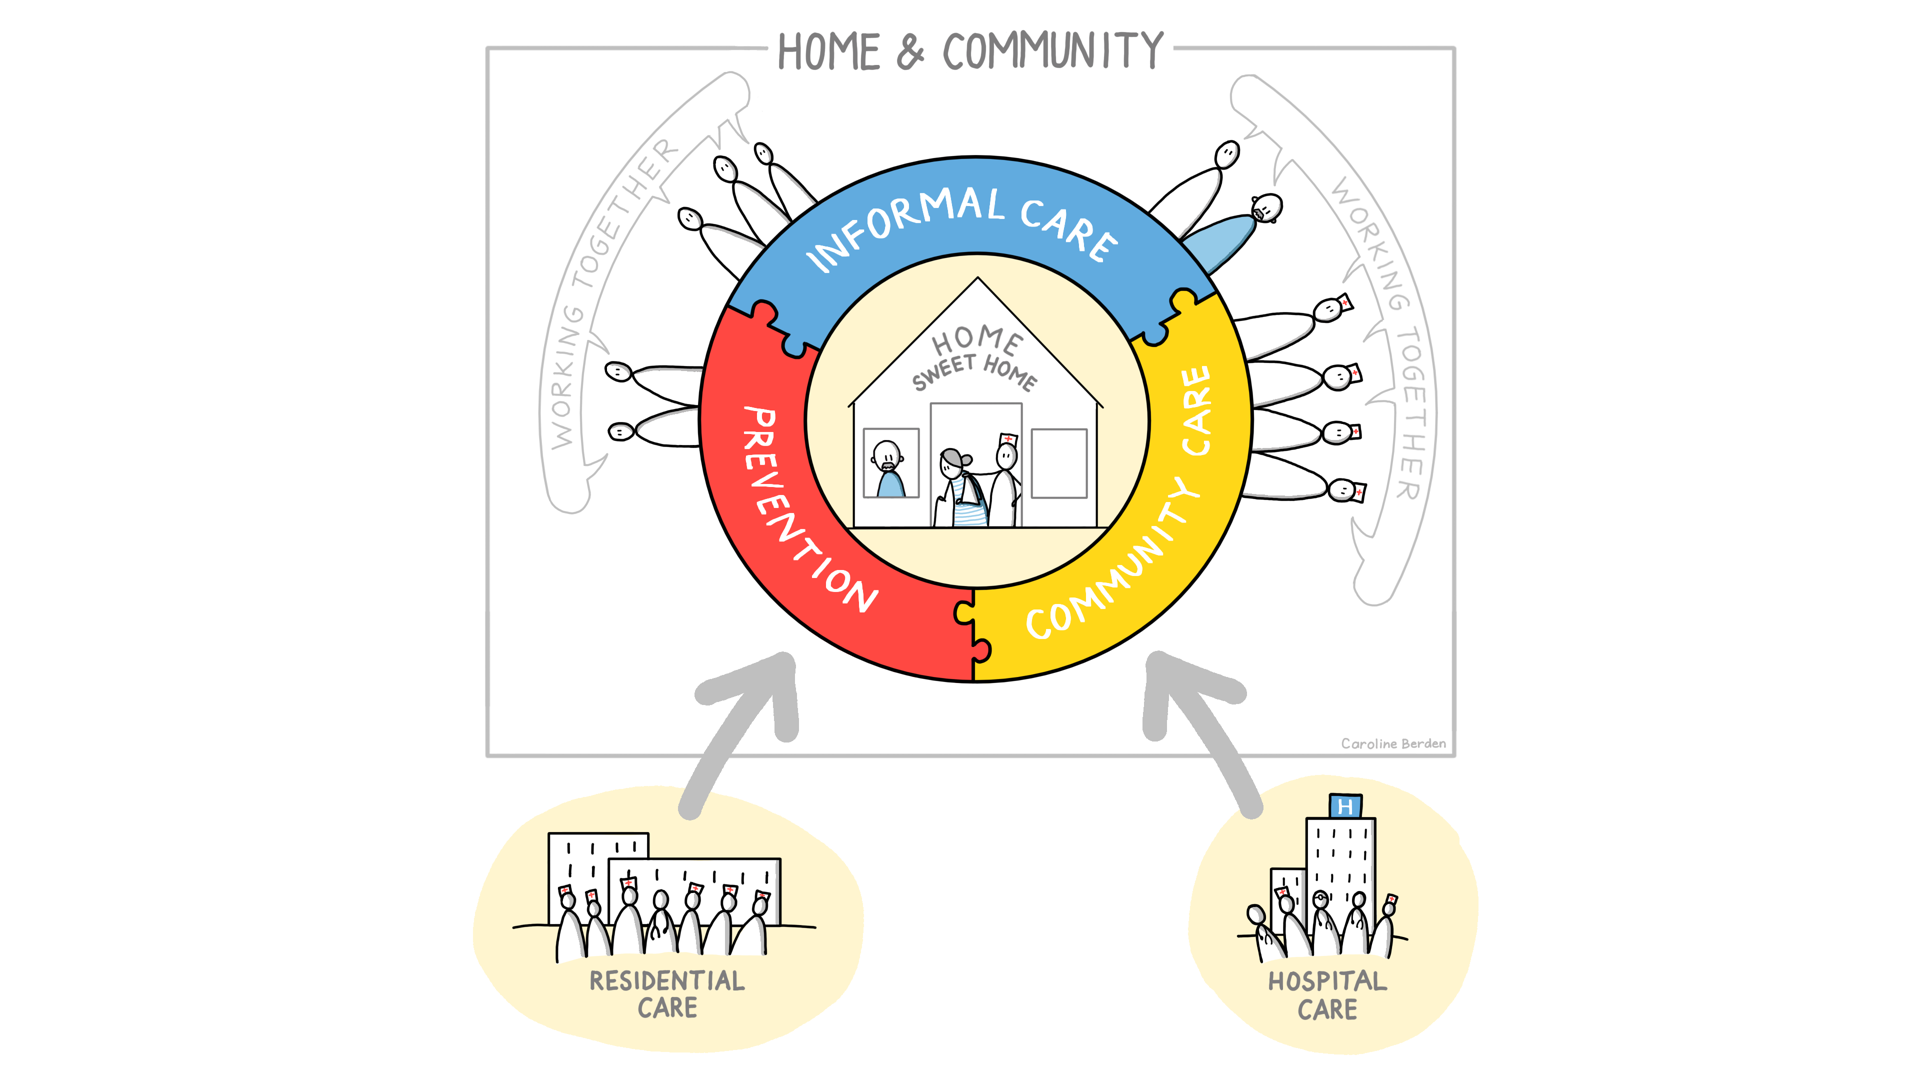 HOME & COMMUNITY
WORKING TOGETHER
WORKING TOGETHER
INFORMAL CARE
HOME
SWEET HOME
PREVENTION
COMMUNITY CARE
Caroline Berden
H
RESIDENTIAL
CARE
HOSPITAL
CARE